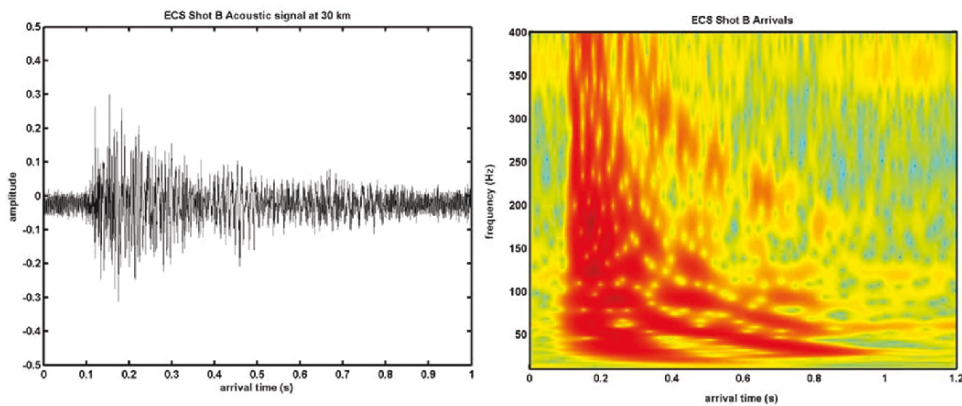 ECS Shot B Acoustic signal at 30 km
0.5
0.4
0.3
0.2
0.1
0
-0.1
-0.2
-0.3
-0.4
-0.5
amplitude
0 0.1 0.2 0.3 0.4 0.5 0.6 0.7 0.8 0.9 1
arrival time (s)
ECS Shot B Arrivals
400
350
300
250
200
150
100
50
frequency (Hz)
0 0.2 0.4 0.6 0.8 1 1.2
arrival time (s)